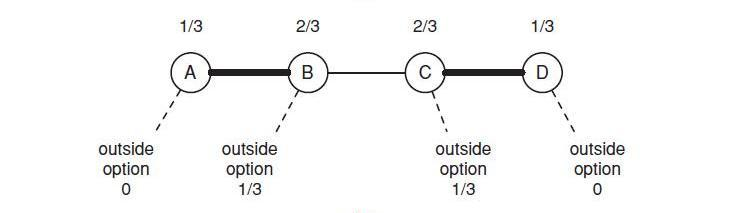 1/3 2/3 2/3 1/3
A B C D
outside outside outside outside
option option option option
0 1/3 1/3 0